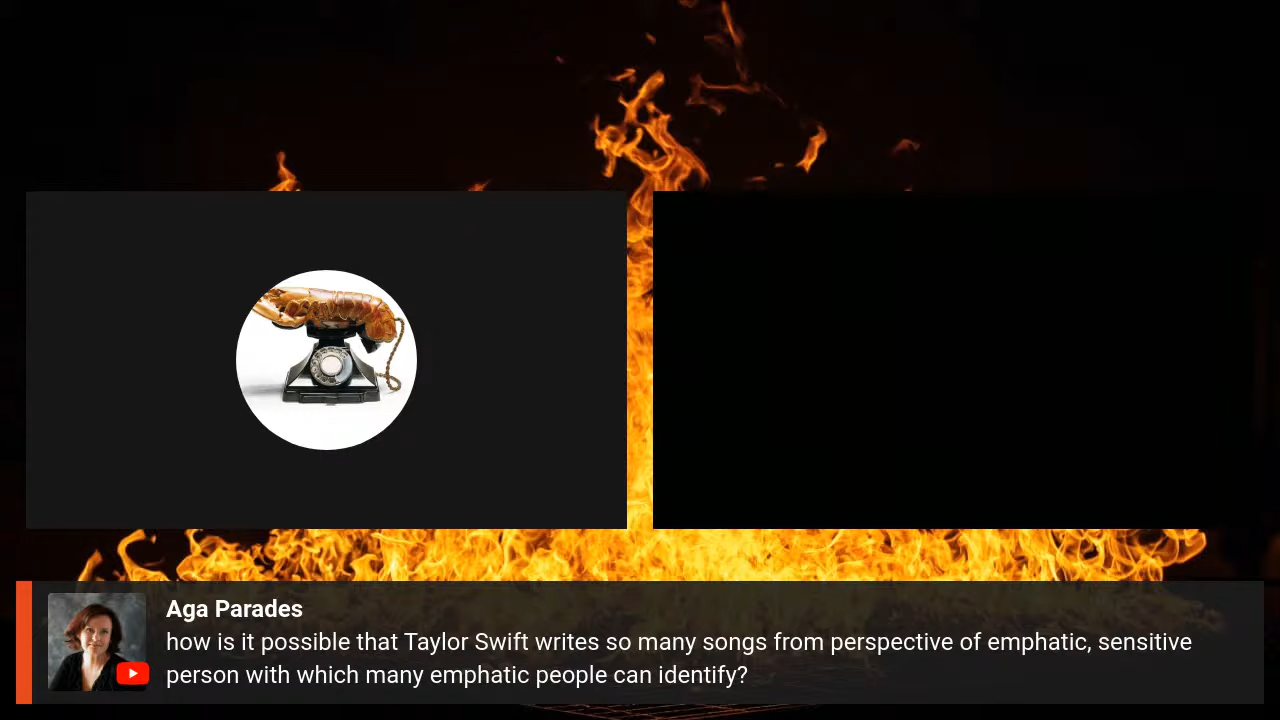 Aga Parades
how is it possible that Taylor Swift writes so many songs from perspective of emphatic, sensitive
person with which many emphatic people can identify?